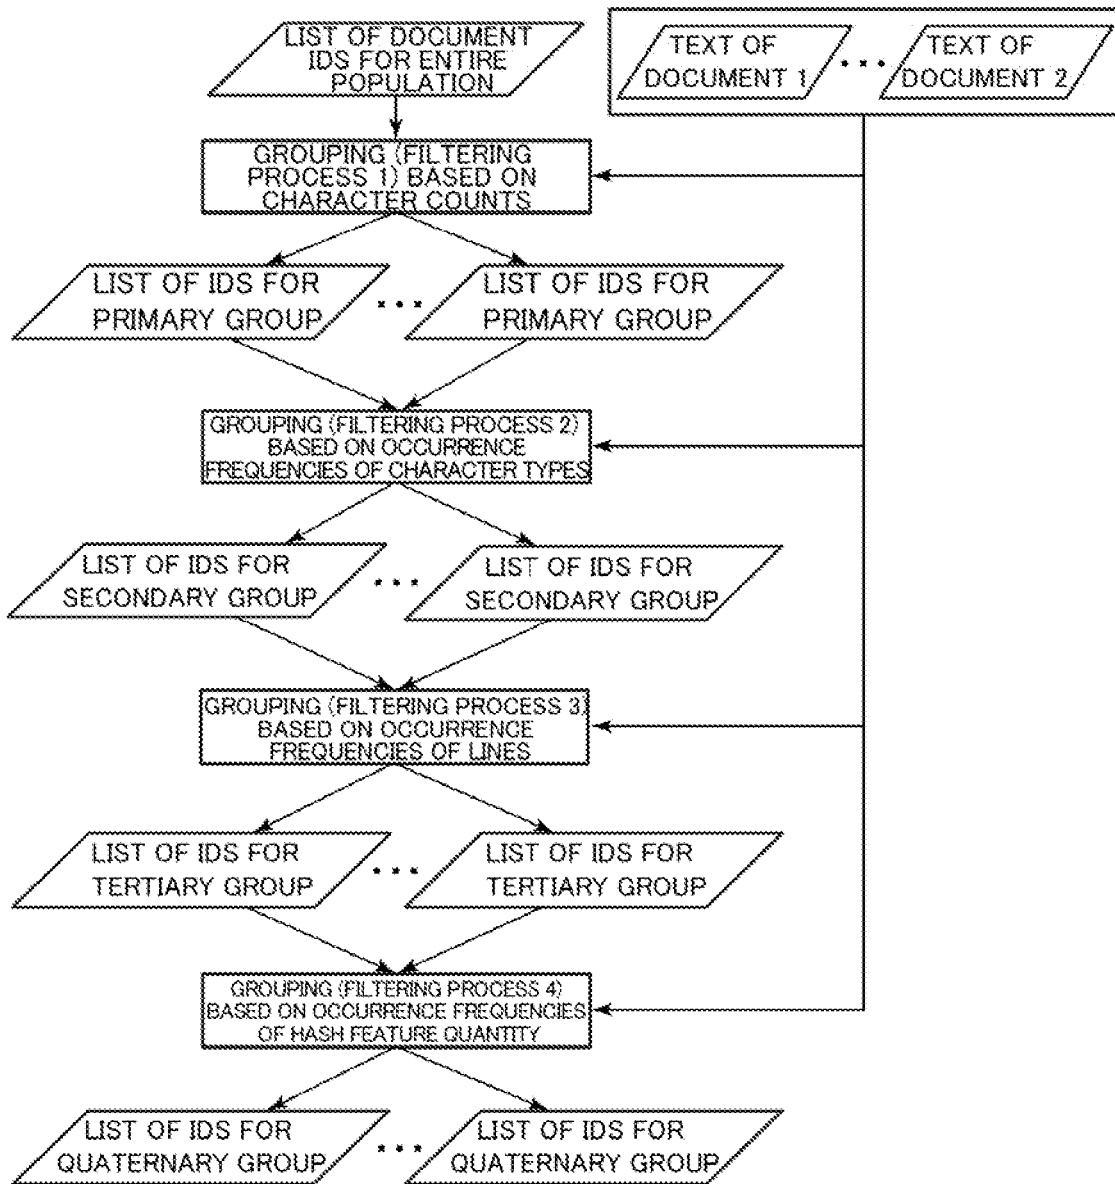 LIST OF DOCUMENT
IDS FOR ENTIRE
POPULATION
TEXT OF
DOCUMENT 1
...
TEXT OF
DOCUMENT 2
GROUPING (FILTERING
PROCESS 1) BASED ON
CHARACTER COUNTS
LIST OF IDS FOR
PRIMARY GROUP
...
LIST OF IDS FOR
PRIMARY GROUP
GROUPING (FILTERING PROCESS 2)
BASED ON OCCURRENCE
FREQUENCIES OF CHARACTER TYPES
LIST OF IDS FOR
SECONDARY GROUP
...
LIST OF IDS FOR
SECONDARY GROUP
GROUPING (FILTERING PROCESS 3)
BASED ON OCCURRENCE
FREQUENCIES OF LINES
LIST OF IDS FOR
TERTIARY GROUP
...
LIST OF IDS FOR
TERTIARY GROUP
GROUPING (FILTERING PROCESS 4)
BASED ON OCCURRENCE FREQUENCIES
OF HASH FEATURE QUANTITY
LIST OF IDS FOR
QUATERNARY GROUP
...
LIST OF IDS FOR
QUATERNARY GROUP